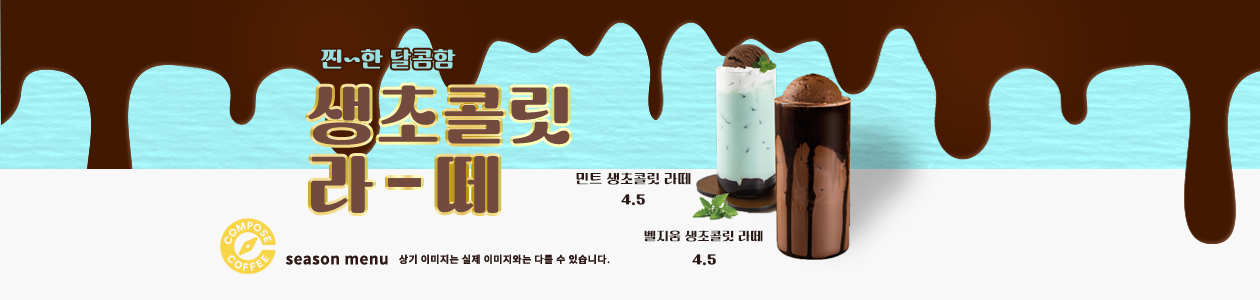 찐~한 달콤함
생초콜릿
라-떼
민트 생초콜릿 라떼
4.5
벨지움 생초콜릿 라떼
4.5
COMPOSE
COFFEE
season menu 상기 이미지는 실제 이미지와는 다를 수 있습니다.